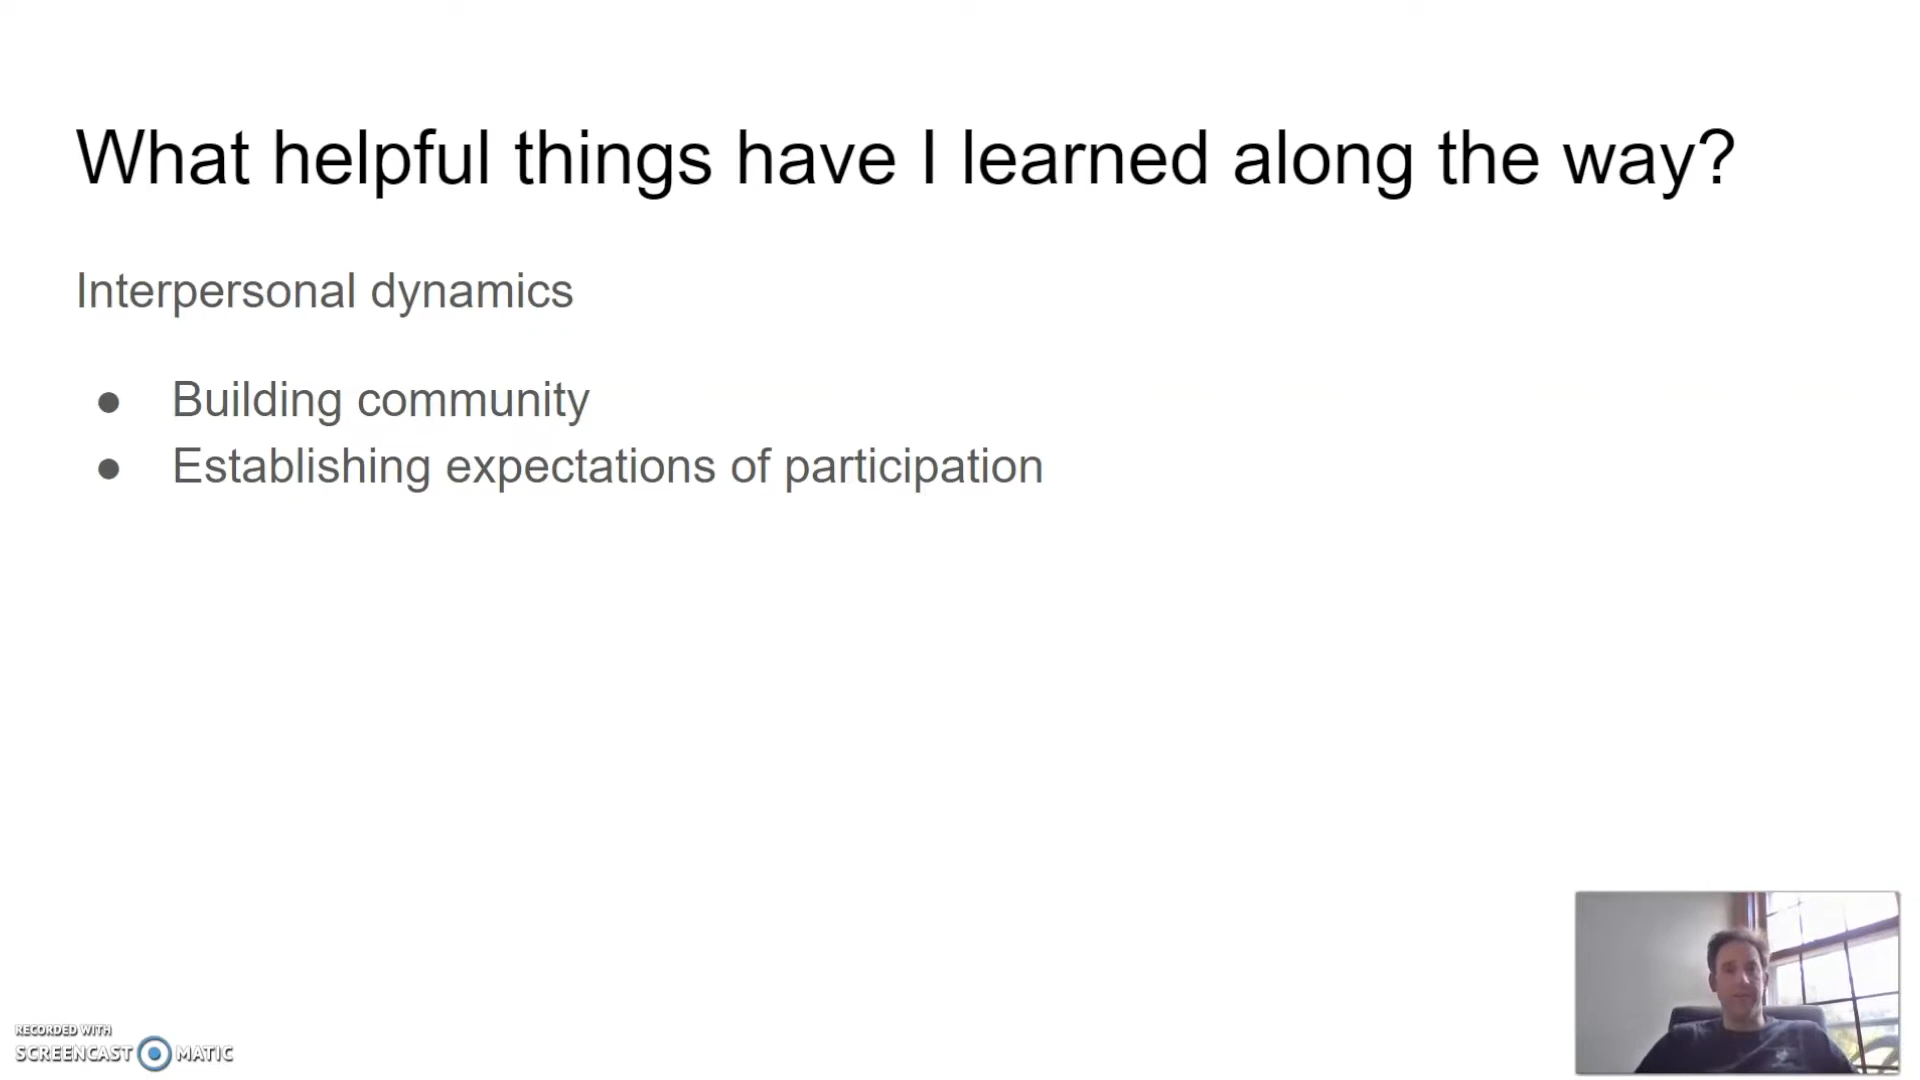 What helpful things have I learned along the way?
Interpersonal dynamics
● Building community
● Establishing expectations of participation
RECORDED WITH
SCREENCAST MATIC